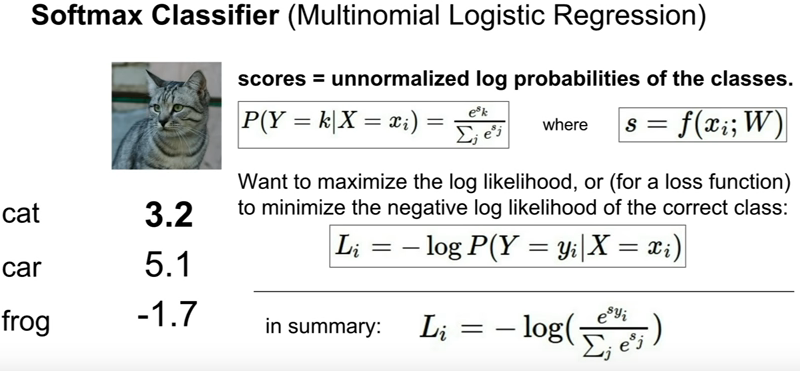 Softmax Classifier (Multinomial Logistic Regression)
scores = unnormalized log probabilities of the classes.
P(Y = k|X = x_i) = \frac{e^{s_k}}{\sum_j e^{s_j}} where s = f(x_i; W)
Want to maximize the log likelihood, or (for a loss function)
to minimize the negative log likelihood of the correct class:
L_i = − log P(Y = y_i|X = x_i)
cat 3.2
car 5.1
frog -1.7
in summary: L_i = − log(\frac{e^{s_{y_i}}}{\sum_j e^{s_j}})